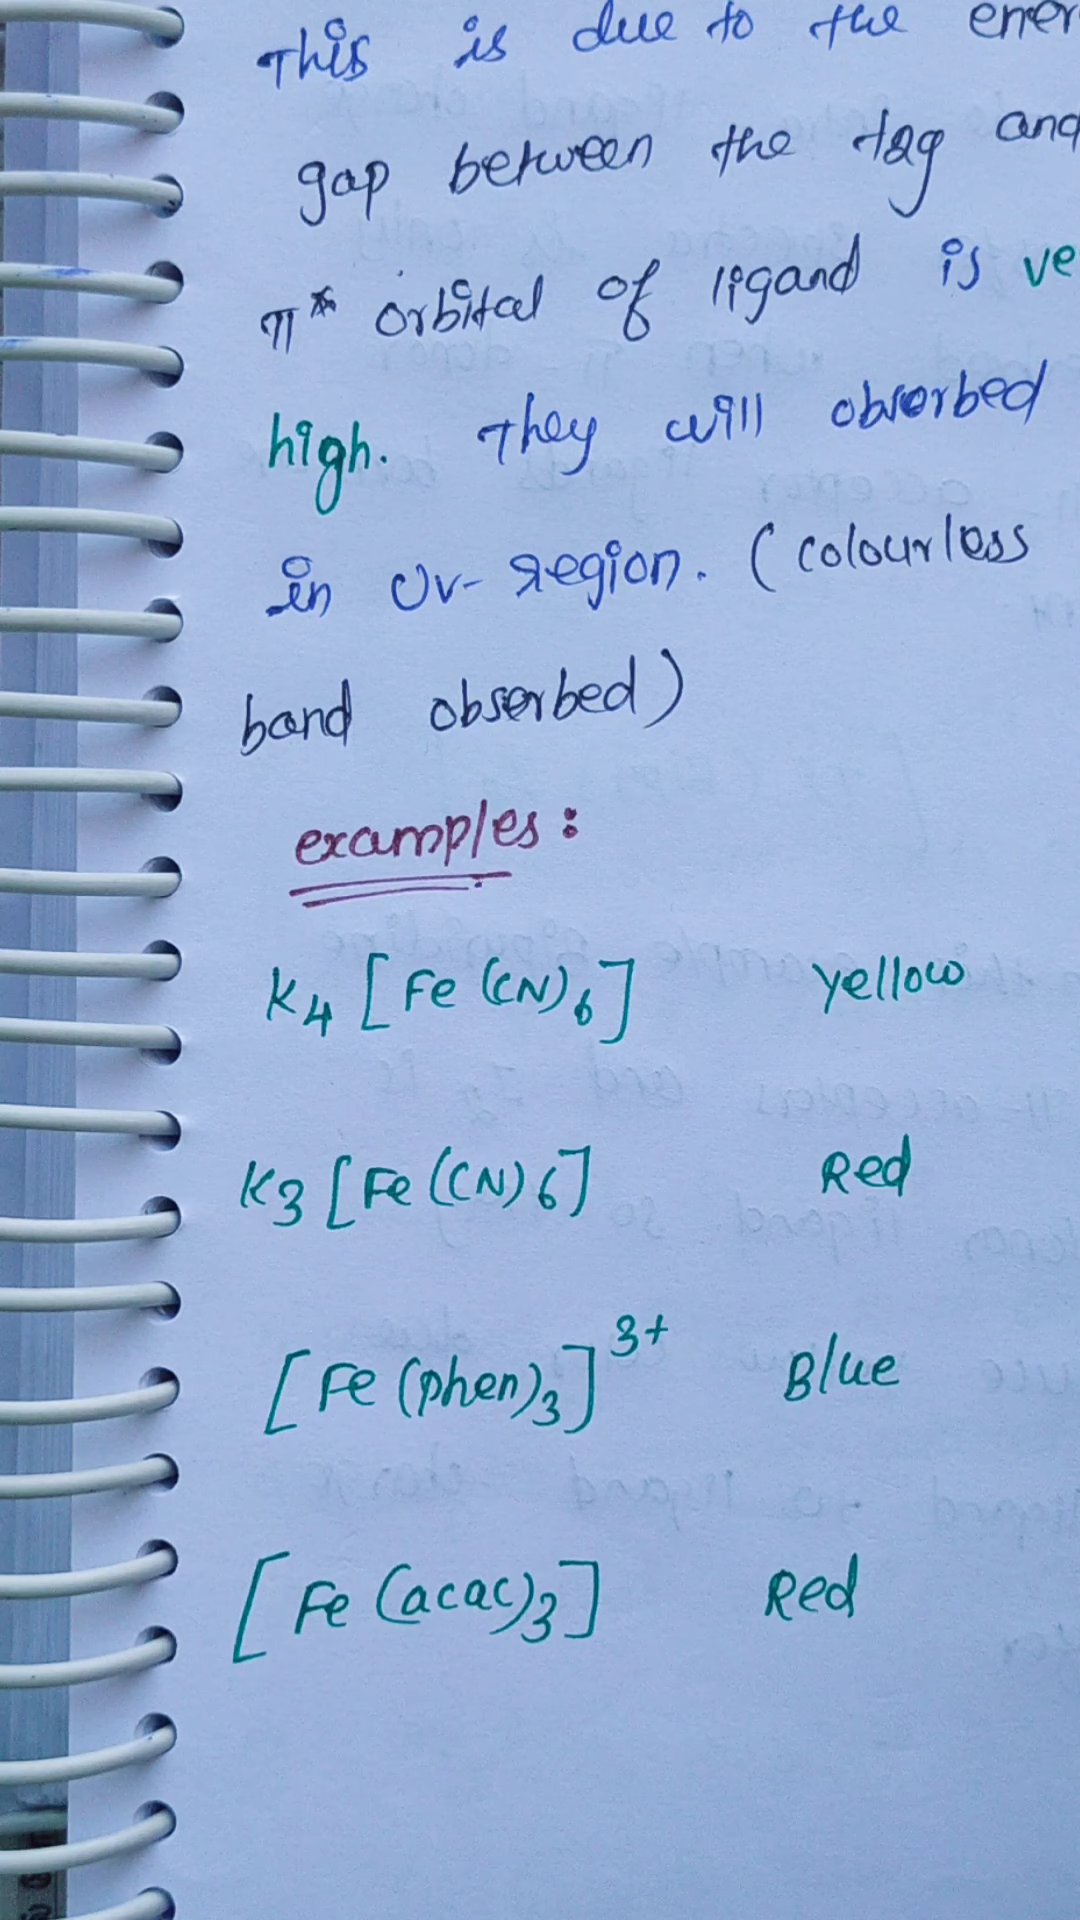 This is due to the ener
gap between the t2g and
π* orbital of ligand is ve
high. They will obsorbed
in UV- region. (colourless
band obserbed)
examples:
K4 [Fe (CN)6] yellow
K3 [Fe (CN) 6] Red
[Fe (phen)3]3+ Blue
[Fe (acac)3] Red